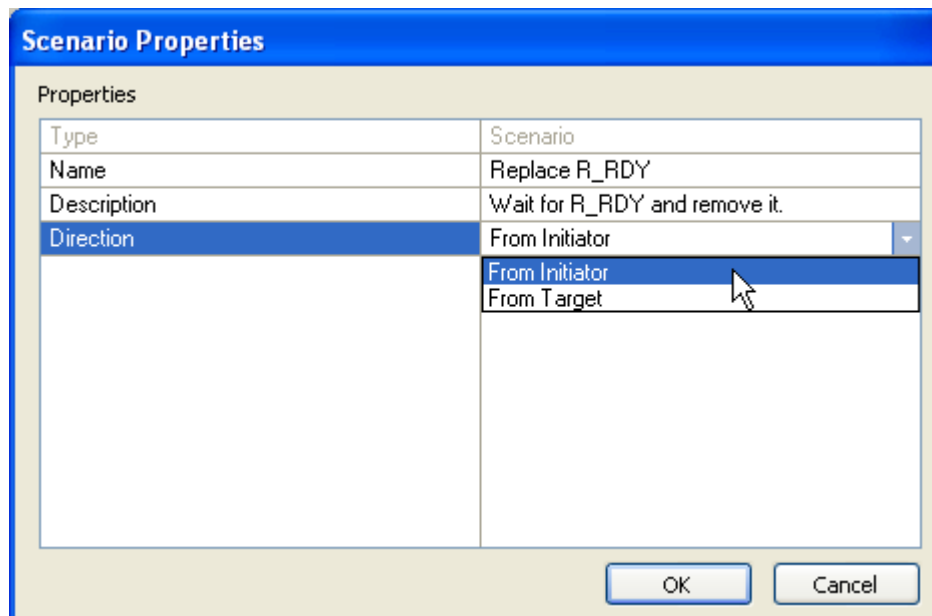 Scenario Properties
Properties
Type Scenario
Name Replace R_RDY
Description Wait for R_RDY and remove it.
Direction From Initiator
From Initiator
From Target
OK Cancel